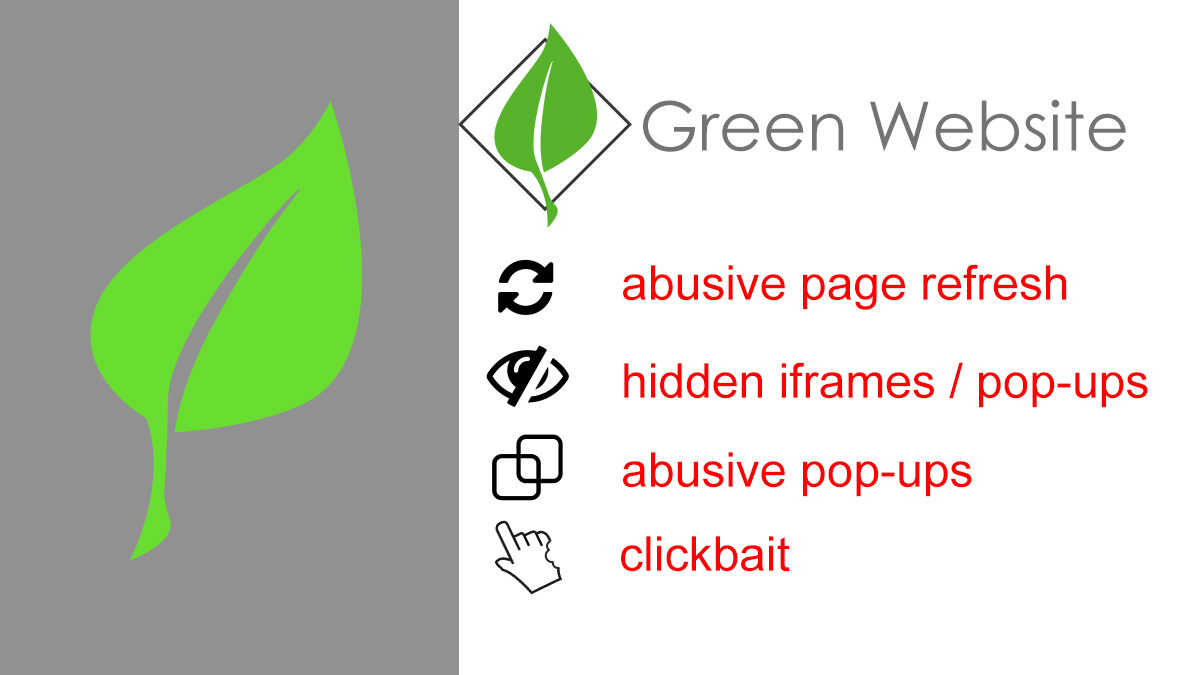 Green Website
abusive page refresh
hidden iframes / pop-ups
abusive pop-ups
clickbait